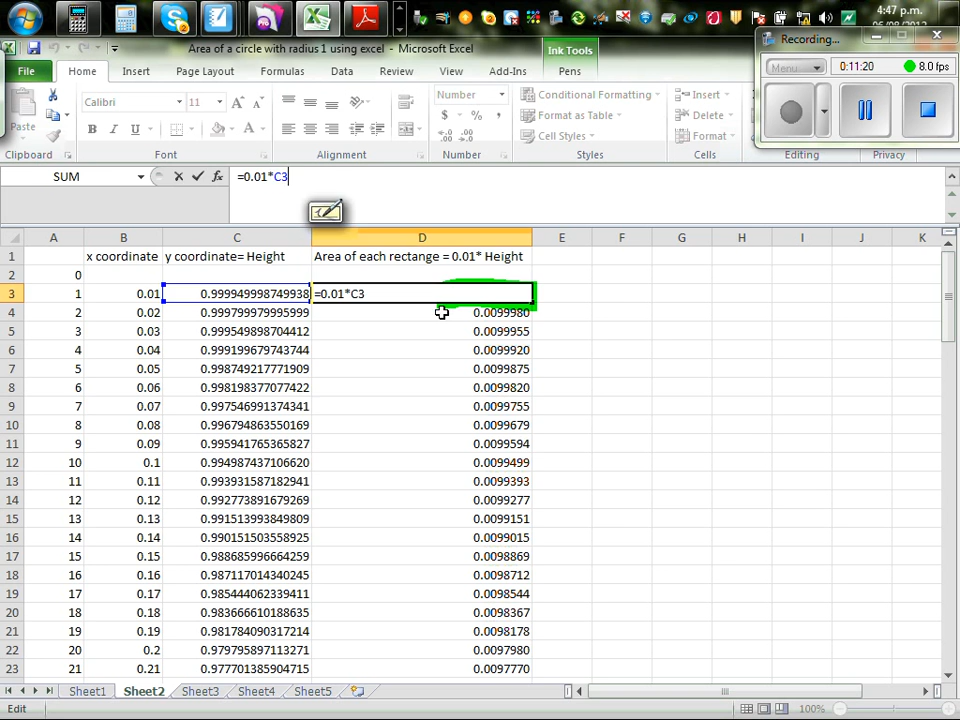 4:47 p.m.
06/08/2012
Area of a circle with radius 1 using excel - Microsoft Excel
Ink Tools
Recording...
File Home Insert Page Layout Formulas Data Review View Add-Ins Pens
Menu 0:11:20 8.0 fps
Paste
Calibri 11
B I U
Number
$ % ,
Conditional Formatting
Format as Table
Cell Styles
Insert
Delete
Format
Clipboard Font Alignment Number Styles Cells Editing Privacy
SUM fx =0.01*C3
A B C D E F G H I J K
1 x coordinate y coordinate= Height Area of each rectange = 0.01* Height
2 0
3 1 0.01 0.999949998749938 =0.01*C3
4 2 0.02 0.999799979995999 0.0099980
5 3 0.03 0.999549898704412 0.0099955
6 4 0.04 0.999199679743744 0.0099920
7 5 0.05 0.998749217771909 0.0099875
8 6 0.06 0.998198377077422 0.0099820
9 7 0.07 0.997546991374341 0.0099755
10 8 0.08 0.996794863550169 0.0099679
11 9 0.09 0.995941765365827 0.0099594
12 10 0.1 0.994987437106620 0.0099499
13 11 0.11 0.993931587182941 0.0099393
14 12 0.12 0.992773891679269 0.0099277
15 13 0.13 0.991513993849809 0.0099151
16 14 0.14 0.990151503558925 0.0099015
17 15 0.15 0.988685996664259 0.0098869
18 16 0.16 0.987117014340245 0.0098712
19 17 0.17 0.985444062339411 0.0098544
20 18 0.18 0.983666610188635 0.0098367
21 19 0.19 0.981784090317214 0.0098178
22 20 0.2 0.979795897113271 0.0097980
23 21 0.21 0.977701385904715 0.0097770
Sheet1 Sheet2 Sheet3 Sheet4 Sheet5
Edit 100%